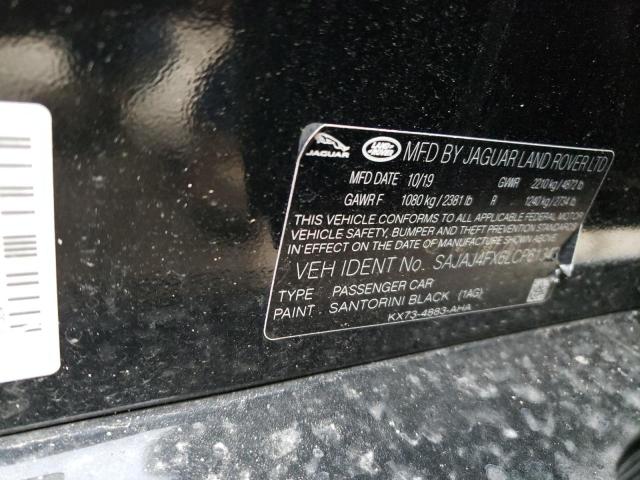 JAGUAR LAND-ROVER MFD BY JAGUAR LAND ROVER LTD
MFD DATE 10/19 GVWR 2210 kg / 4872 lb
GAWR F 1080 kg / 2381 lb R 1240 kg / 2734 lb
THIS VEHICLE CONFORMS TO ALL APPLICABLE FEDERAL MOTOR
VEHICLE SAFETY, BUMPER AND THEFT PREVENTION STANDARDS
IN EFFECT ON THE DATE OF MANUFACTURE SHOWN ABOVE.
VEH IDENT No.
TYPE PASSENGER CAR
PAINT SANTORINI BLACK (1AG)
KX73-4883-AHA